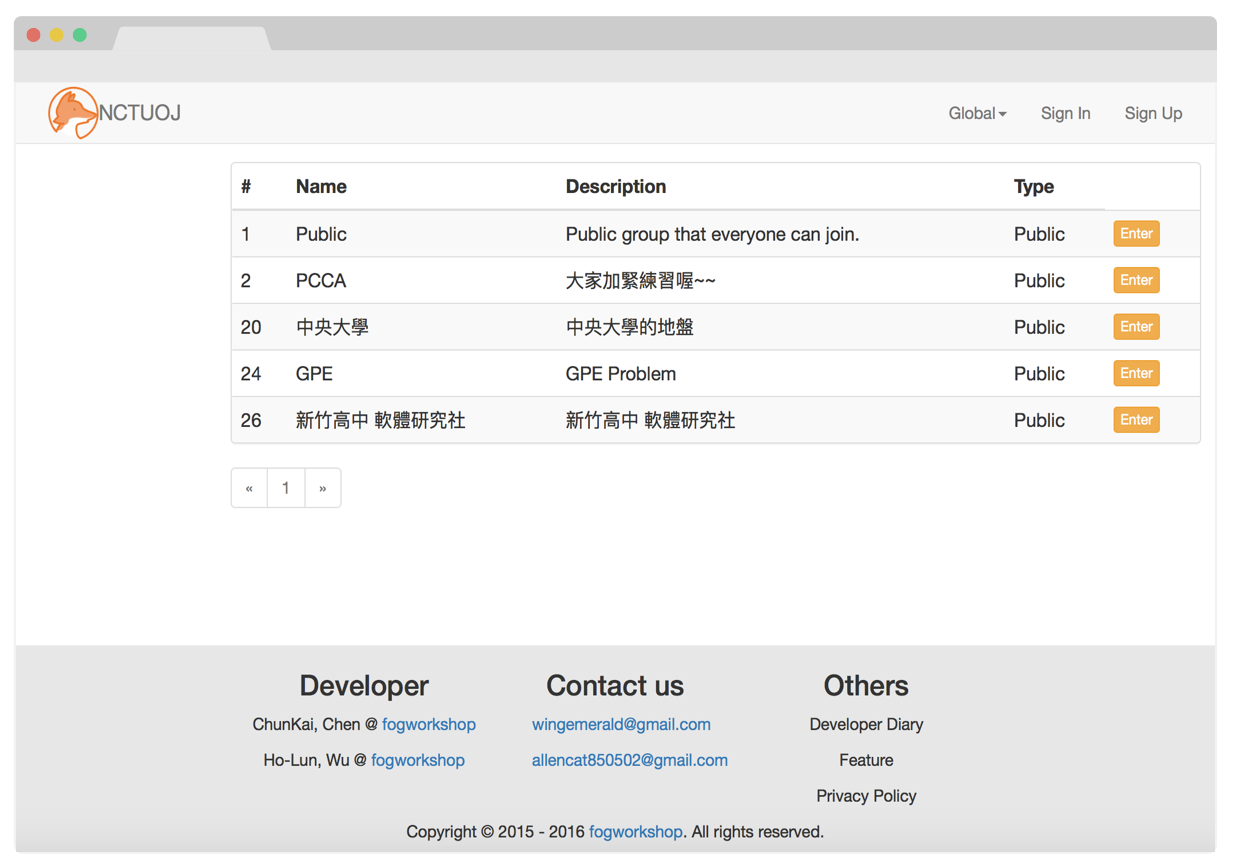 NCTUOJ Global Sign In Sign Up
# Name Description Type
1 Public Public group that everyone can join. Public Enter
2 PCCA 大家加緊練習喔~~ Public Enter
20 中央大學 中央大學的地盤 Public Enter
24 GPE GPE Problem Public Enter
26 新竹高中 軟體研究社 新竹高中 軟體研究社 Public Enter
« 1 »
Developer Contact us Others
ChunKai, Chen @ fogworkshop wingemerald@gmail.com Developer Diary
Ho-Lun, Wu @ fogworkshop allencat850502@gmail.com Feature
Privacy Policy
Copyright © 2015 - 2016 fogworkshop. All rights reserved.